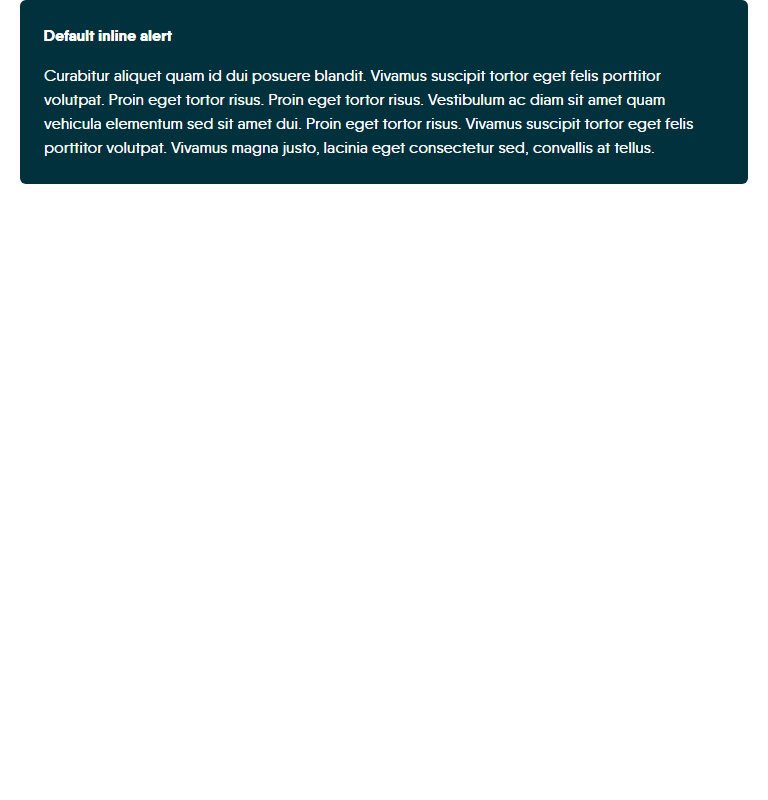 Default inline alert
Curabitur aliquet quam id dui posuere blandit. Vivamus suscipit tortor eget felis porttitor
volutpat. Proin eget tortor risus. Proin eget tortor risus. Vestibulum ac diam sit amet quam
vehicula elementum sed sit amet dui. Proin eget tortor risus. Vivamus suscipit tortor eget felis
porttitor volutpat. Vivamus magna justo, lacinia eget consectetur sed, convallis at tellus.